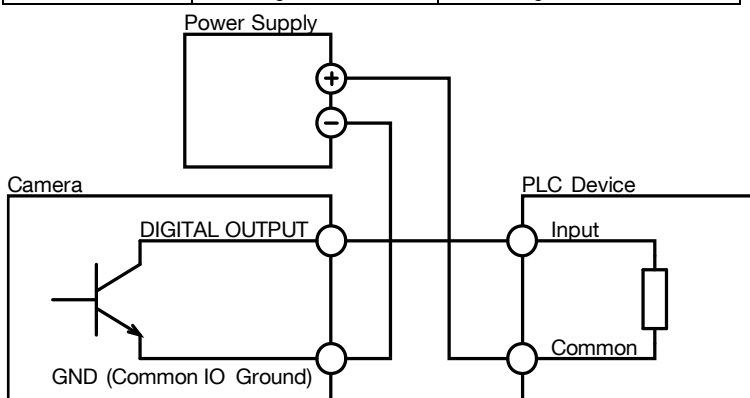 Power Supply
+
−
Camera
PLC Device
DIGITAL OUTPUT
Input
Common
GND (Common IO Ground)